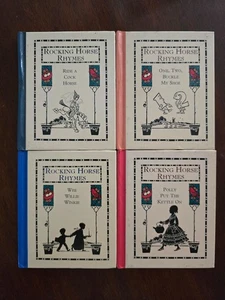 ROCKING HORSE
RHYMES
RIDE A
COCK
HORSE
ROCKING HORSE
RHYMES
ONE, TWO,
BUCKLE
MY SHOE
ROCKING HORSE
RHYMES
WEE
WILLIE
WINKIE
ROCKING HORSE
RHYMES
POLLY
PUT THE
KETTLE ON